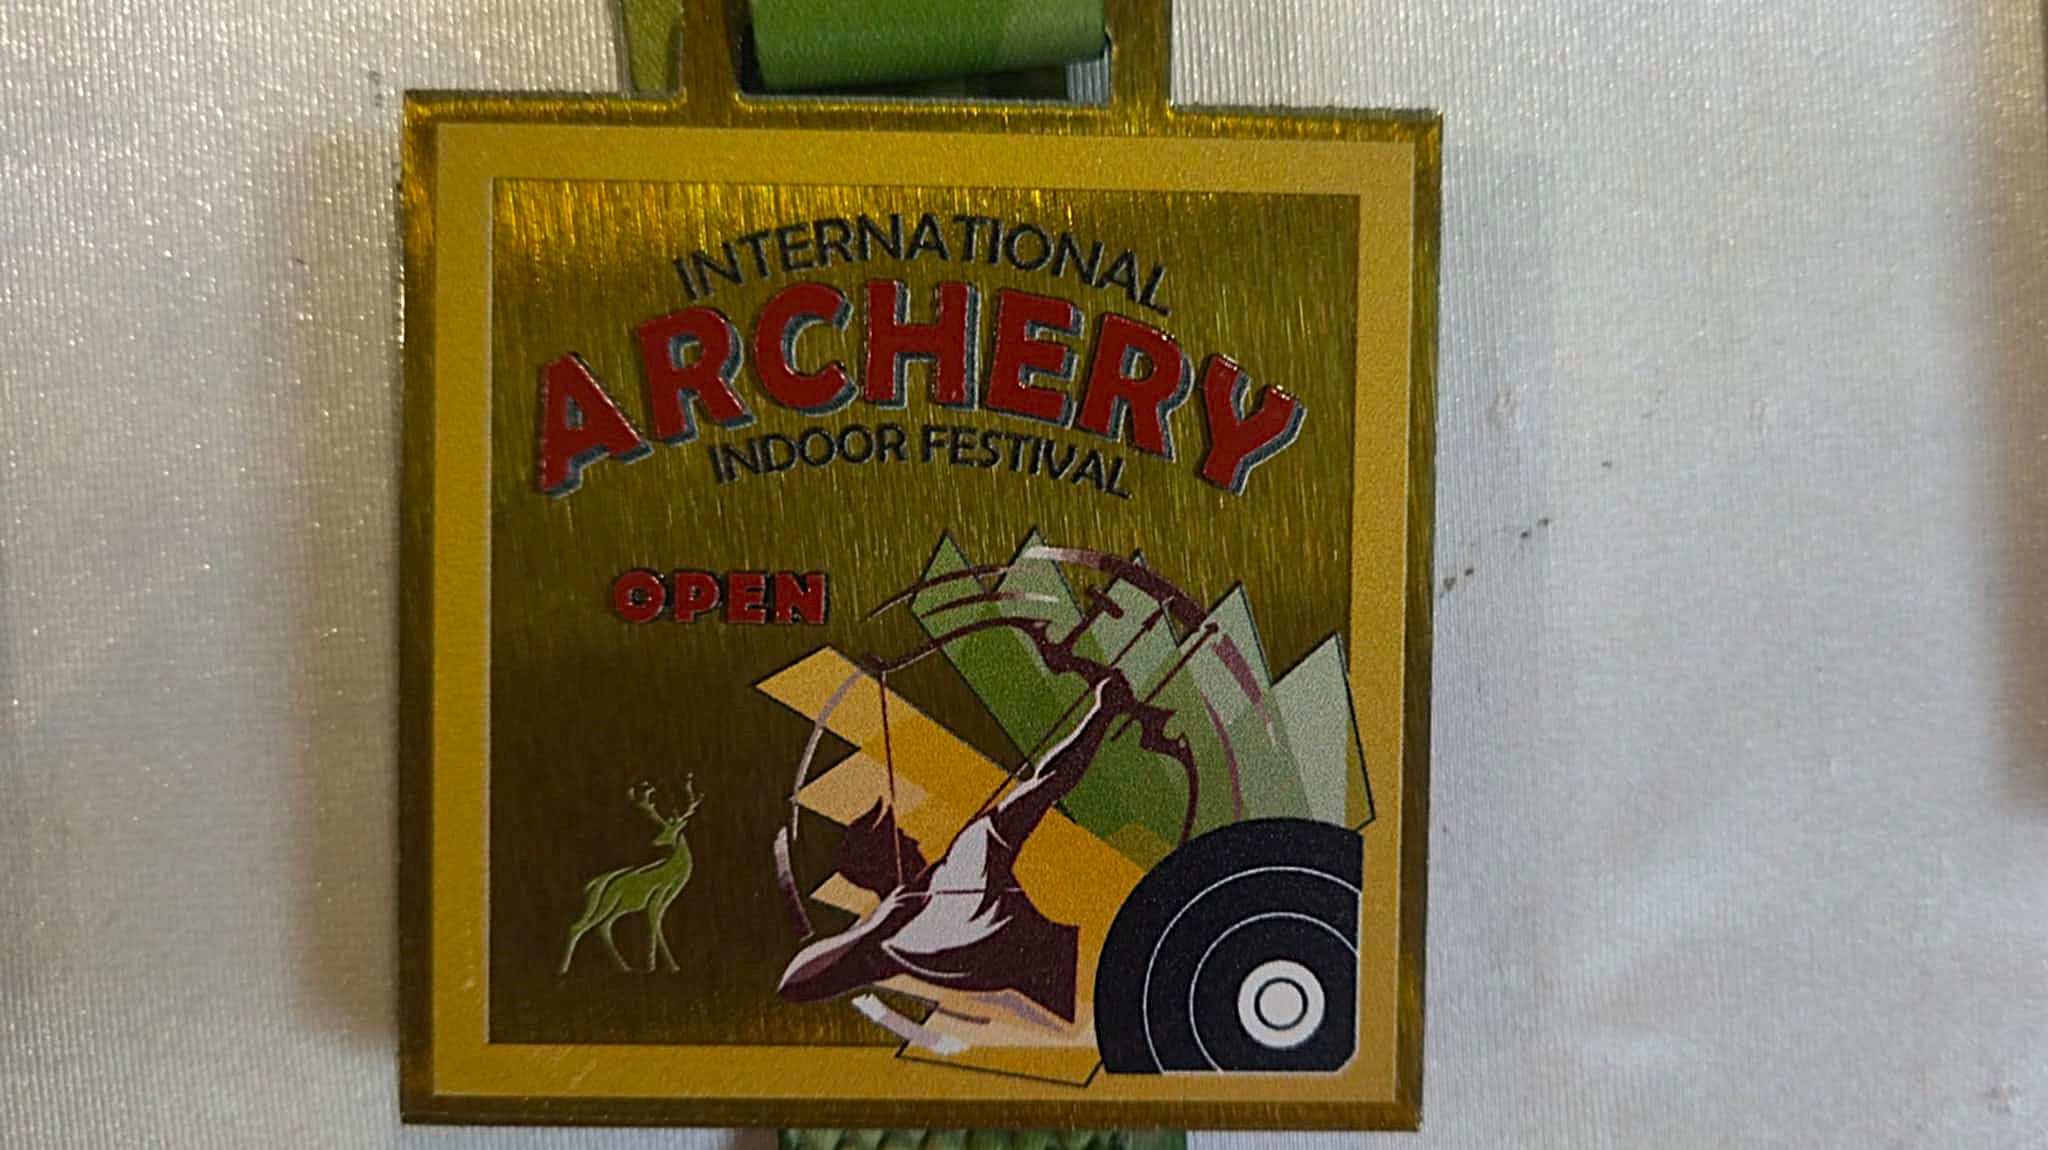 INTERNATIONAL
ARCHERY
INDOOR FESTIVAL
OPEN